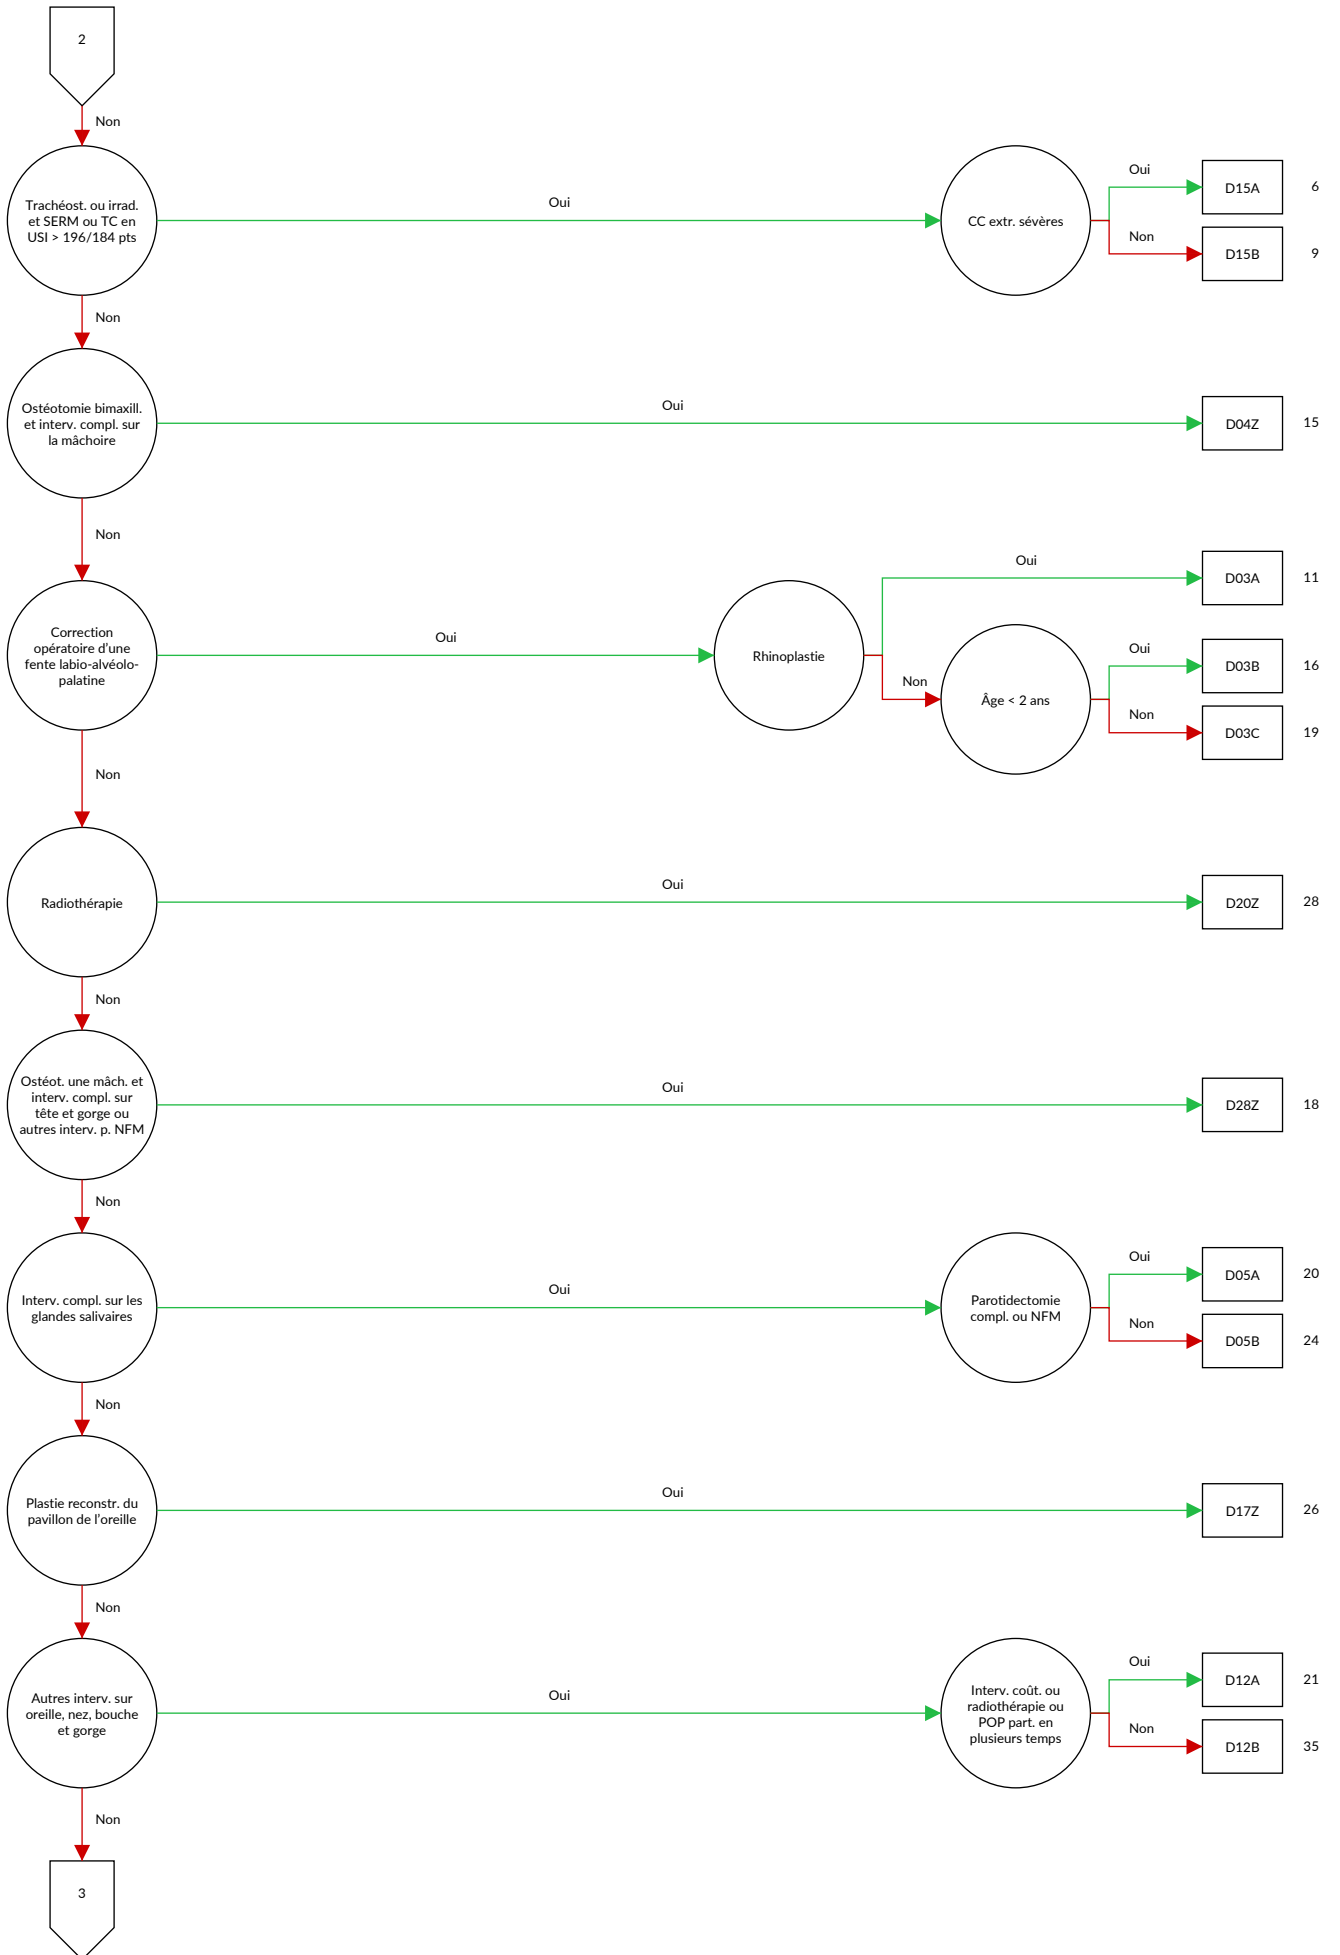 2
Non
Trachéost. ou irrad.
et SERM ou TC en
USI > 196/184 pts
Oui
CC extr. sévères
Oui
D15A
6
Non
D15B
9
Non
Ostéotomie bimaxill.
et interv. compl. sur
la mâchoire
Oui
D04Z
15
Non
Correction
opératoire d'une
fente labio-alvéolo-
palatine
Oui
Rhinoplastie
Oui
D03A
11
Non
Âge < 2 ans
Oui
D03B
16
Non
D03C
19
Non
Radiothérapie
Oui
D20Z
28
Non
Ostéot. une mâch. et
interv. compl. sur
tête et gorge ou
autres interv. p. NFM
Oui
D28Z
18
Non
Interv. compl. sur les
glandes salivaires
Oui
Parotidectomie
compl. ou NFM
Oui
D05A
20
Non
D05B
24
Non
Plastie reconstr. du
pavillon de l'oreille
Oui
D17Z
26
Non
Autres interv. sur
oreille, nez, bouche
et gorge
Oui
Interv. coût. ou
radiothérapie ou
POP part. en
plusieurs temps
Oui
D12A
21
Non
D12B
35
Non
3